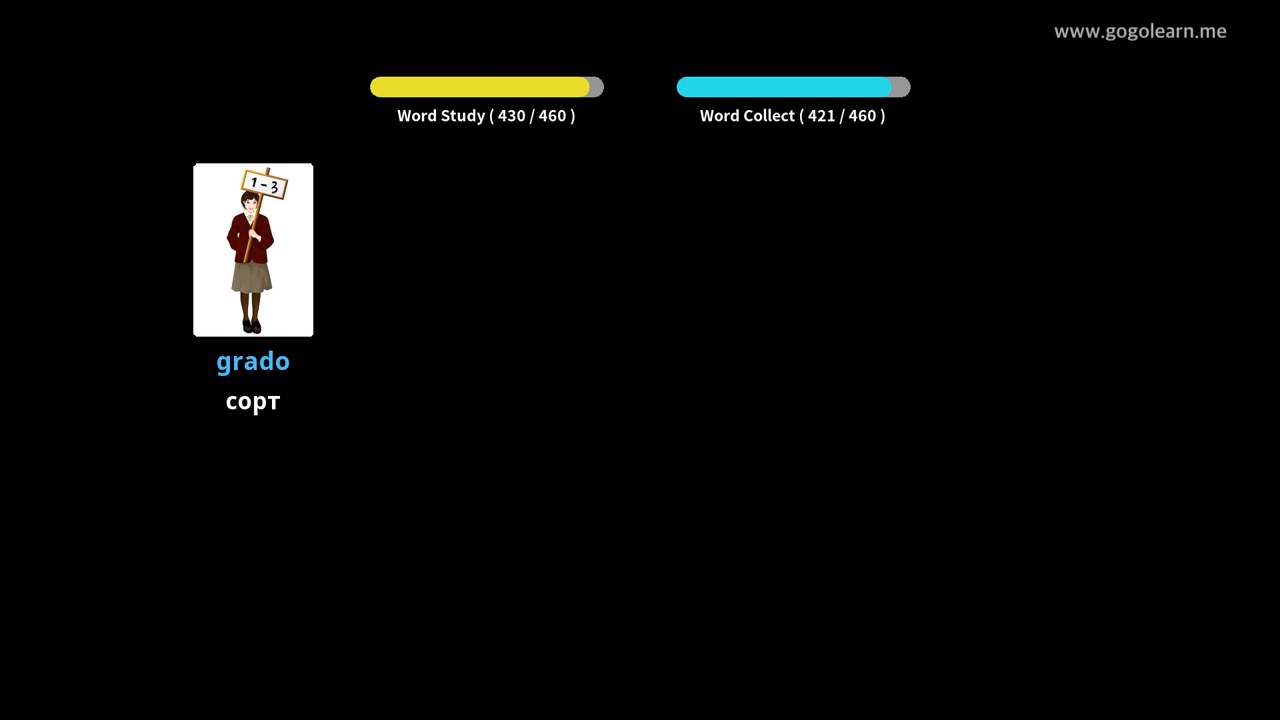 www.gogolearn.me
Word Study ( 430 / 460 )
Word Collect ( 421 / 460 )
1 - 3
grado
сорт